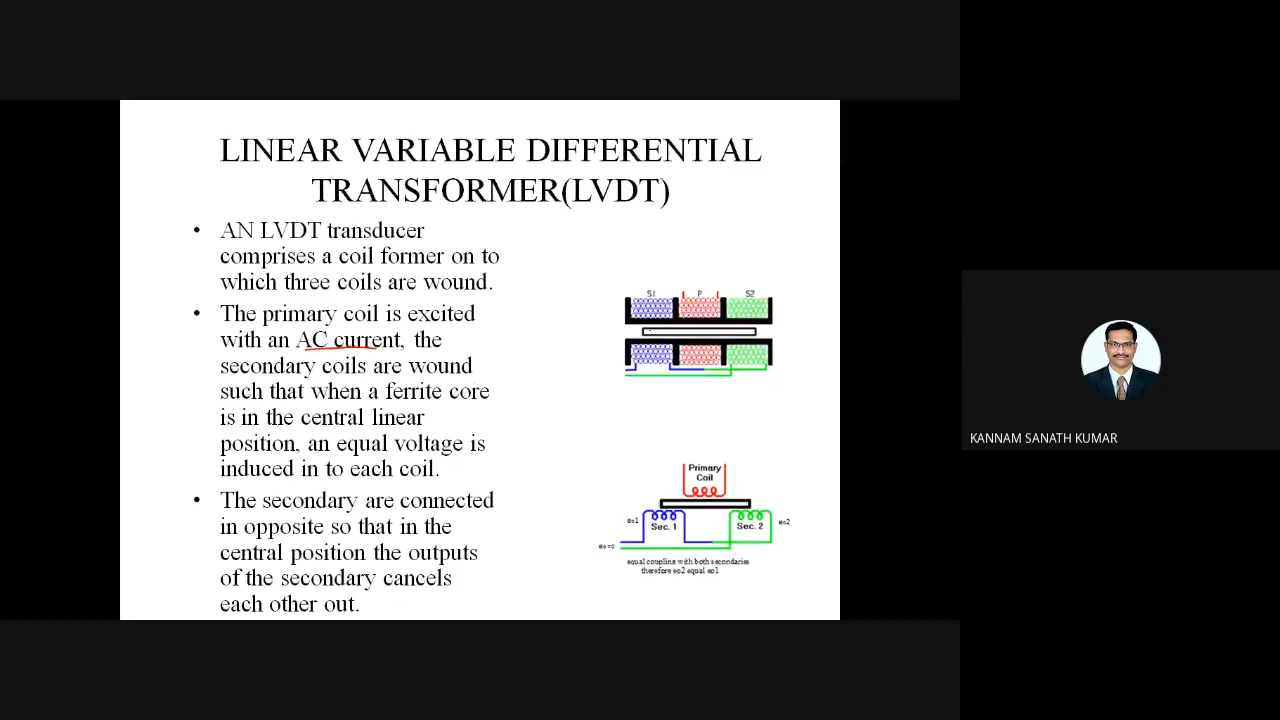 LINEAR VARIABLE DIFFERENTIAL
TRANSFORMER(LVDT)
• AN LVDT transducer
comprises a coil former on to
which three coils are wound.
• The primary coil is excited
with an AC current, the
secondary coils are wound
such that when a ferrite core
is in the central linear
position, an equal voltage is
induced in to each coil.
• The secondary are connected
in opposite so that in the
central position the outputs
of the secondary cancels
each other out.
S1 P S2
Primary
Coil
eo1 Sec. 1 Sec. 2 eo2
eo=0
equal coupling with both secondaries
therefore eo2 equal eo1
KANNAM SANATH KUMAR